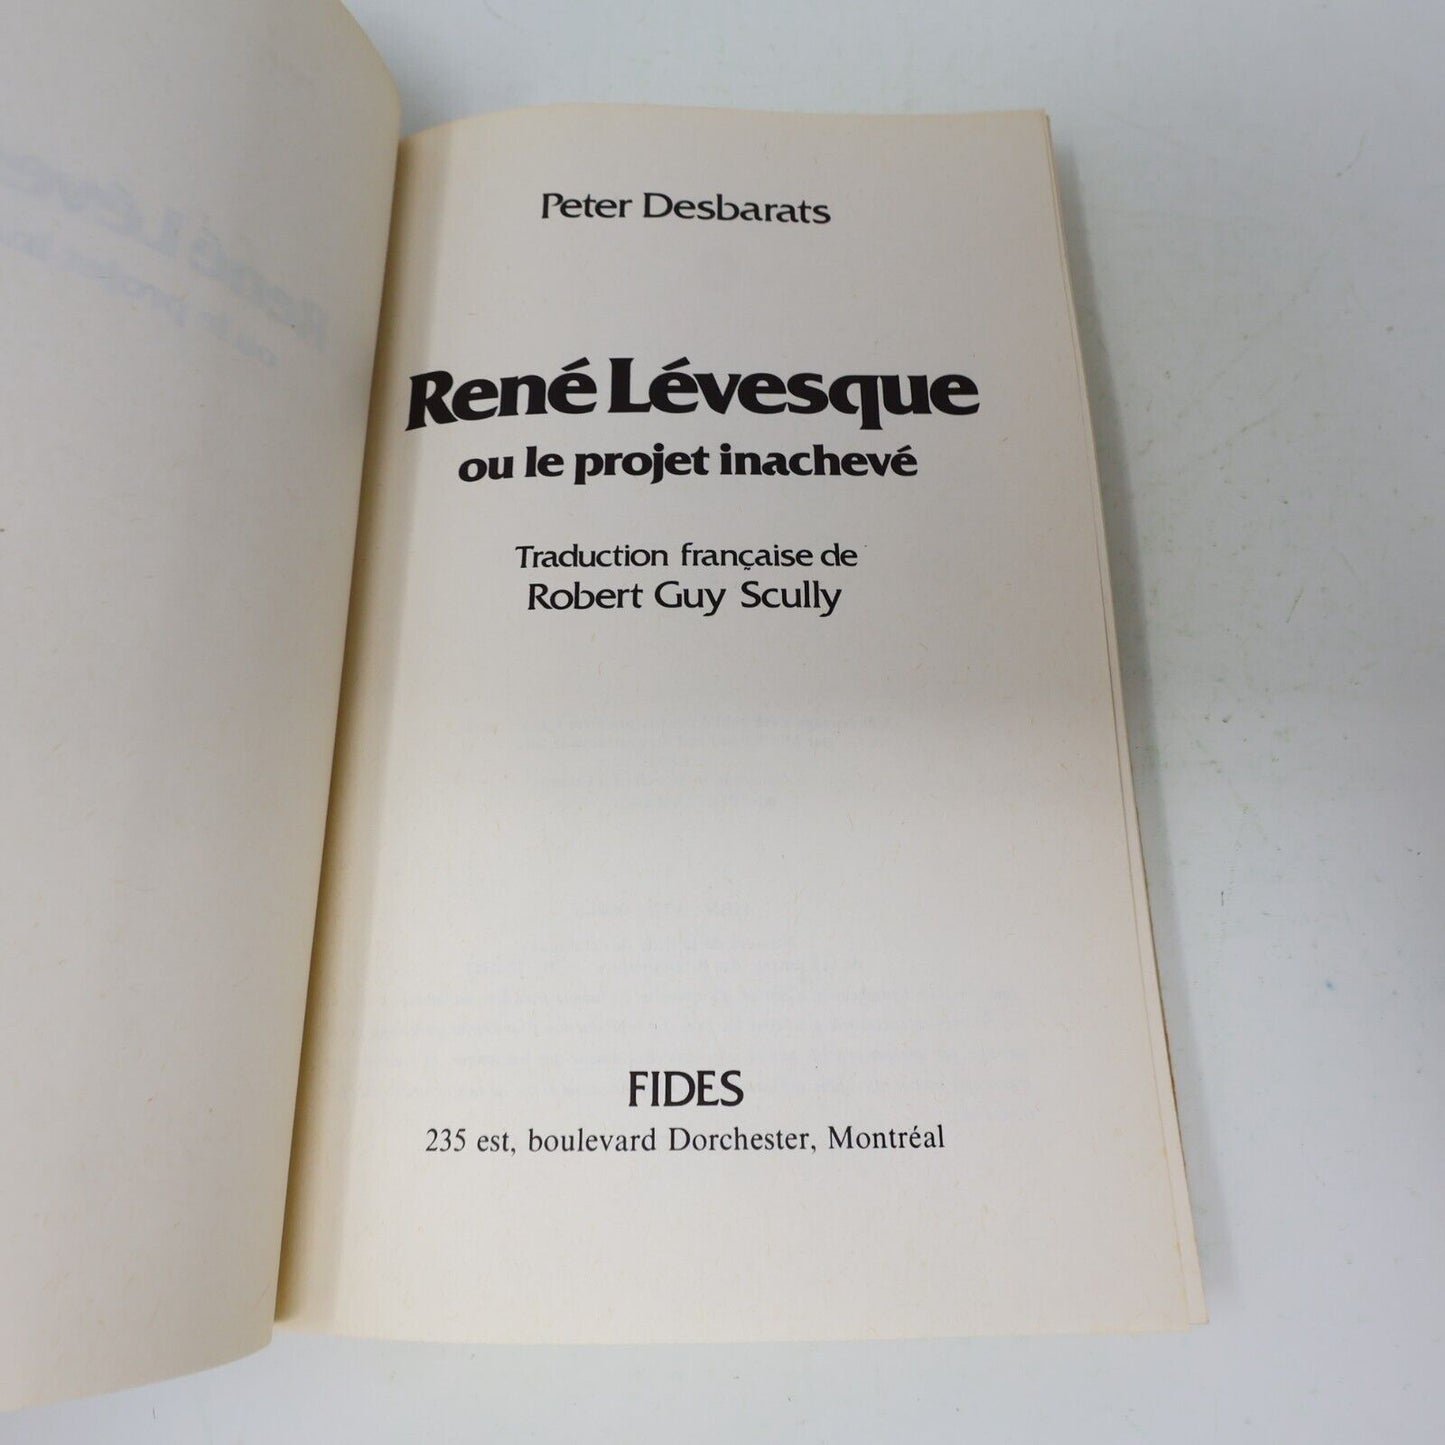 Peter Desbarats
René Lévesque
ou le projet inachevé
Traduction française de
Robert Guy Scully
FIDES
235 est, boulevard Dorchester, Montréal